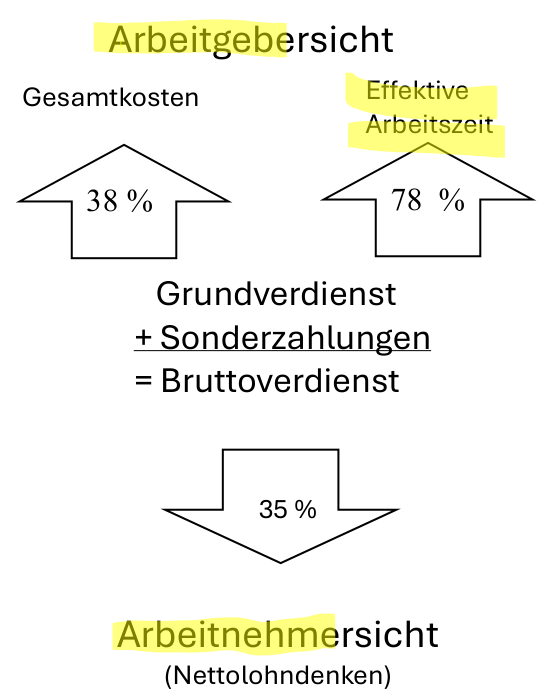 Arbeitgebersicht
Gesamtkosten
Effektive
Arbeitszeit
38 %
78 %
Grundverdienst
+ Sonderzahlungen
= Bruttoverdienst
35 %
Arbeitnehmersicht
(Nettolohndenken)